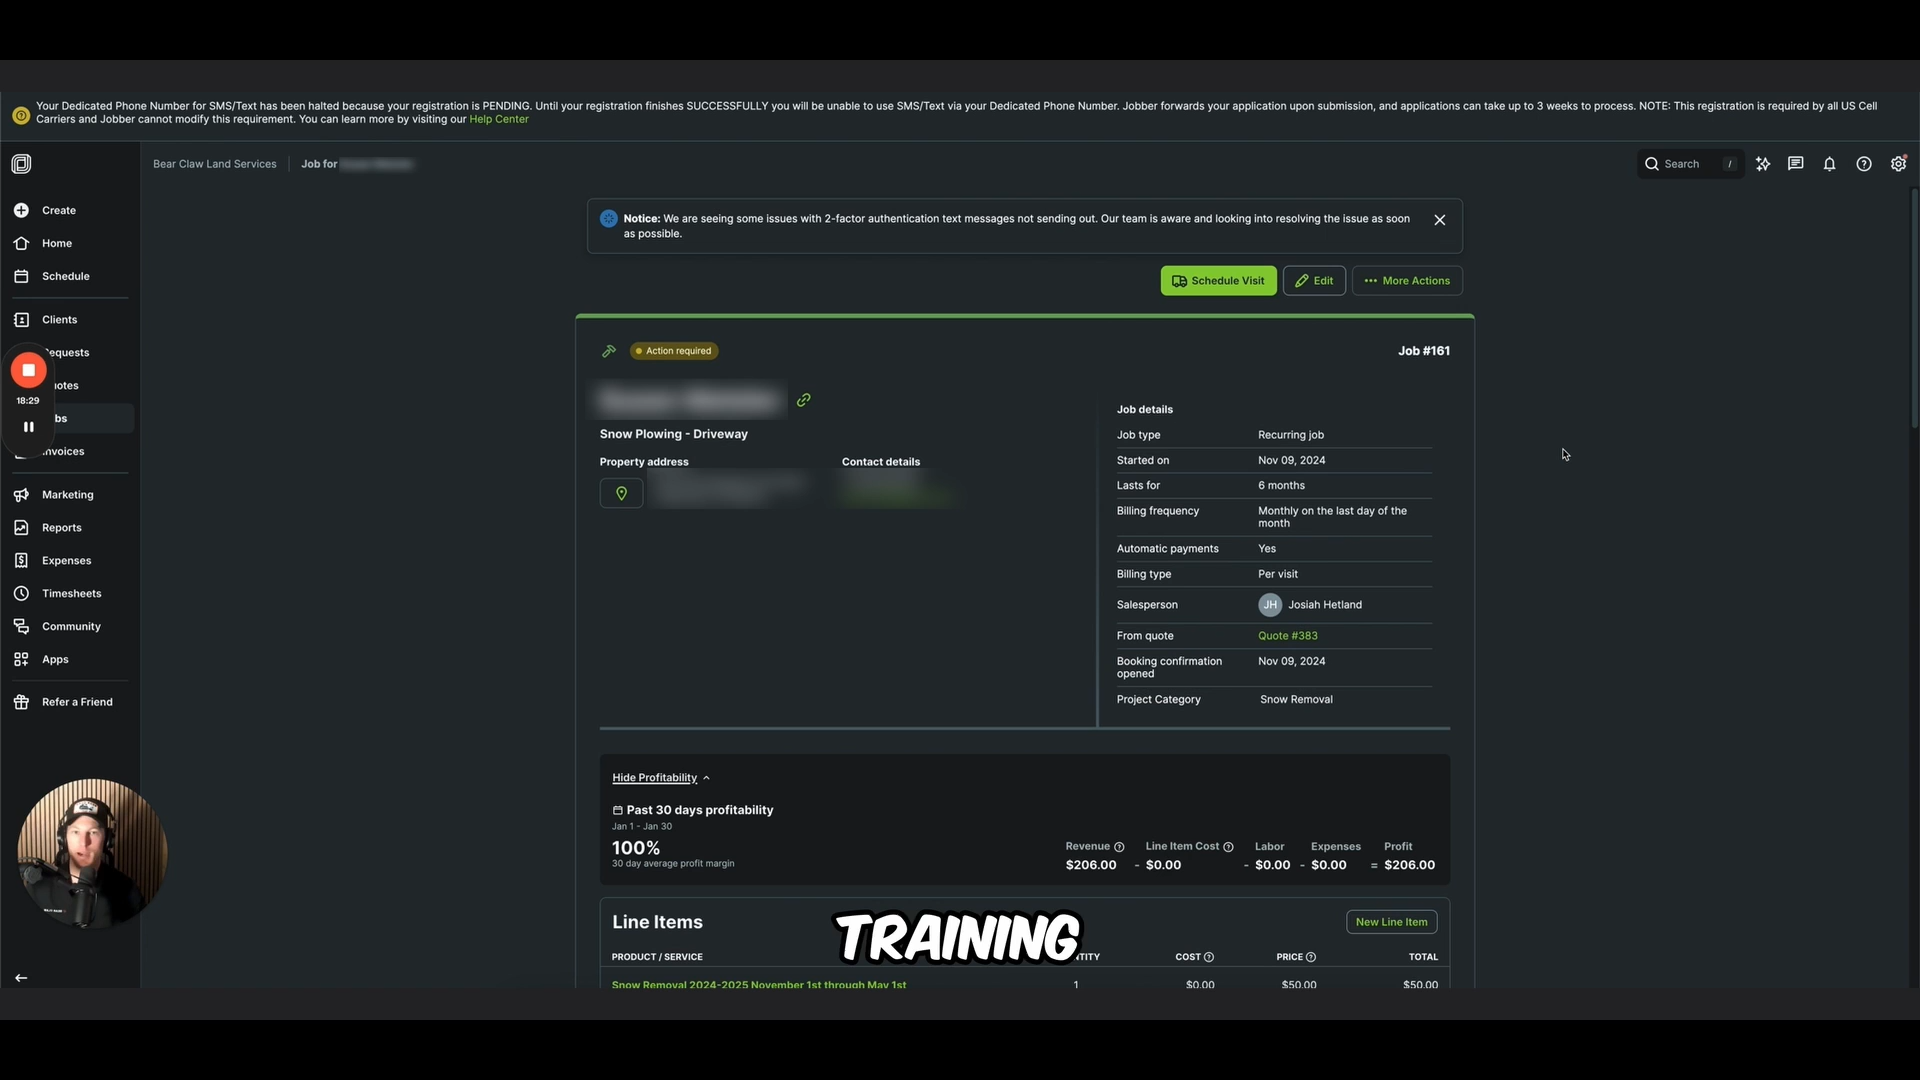 Your Dedicated Phone Number for SMS/Text has been halted because your registration is PENDING. Until your registration finishes SUCCESSFULLY you will be unable to use SMS/Text via your Dedicated Phone Number. Jobber forwards your application upon submission, and applications can take up to 3 weeks to process. NOTE: This registration is required by all US Cell
Carriers and Jobber cannot modify this requirement. You can learn more by visiting our Help Center
Bear Claw Land Services
Job for
Search /
Create
Home
Schedule
Clients
equests
uotes
bs
nvoices
18:29
Marketing
Reports
Expenses
Timesheets
Community
Apps
Refer a Friend
Notice: We are seeing some issues with 2-factor authentication text messages not sending out. Our team is aware and looking into resolving the issue as soon
as possible.
Schedule Visit
Edit
More Actions
Action required
Job #161
Snow Plowing - Driveway
Property address
Contact details
Job details
Job type Recurring job
Started on Nov 09, 2024
Lasts for 6 months
Billing frequency Monthly on the last day of the
month
Automatic payments Yes
Billing type Per visit
Salesperson JH Josiah Hetland
From quote Quote #383
Booking confirmation Nov 09, 2024
opened
Project Category Snow Removal
Hide Profitability
Past 30 days profitability
Jan 1 - Jan 30
100%
30 day average profit margin
Revenue Line Item Cost Labor Expenses Profit
$206.00 - $0.00 - $0.00 - $0.00 = $206.00
Line Items
New Line Item
TRAINING
PRODUCT / SERVICE TITY COST PRICE TOTAL
Snow Removal 2024-2025 November 1st through May 1st 1 $0.00 $50.00 $50.00